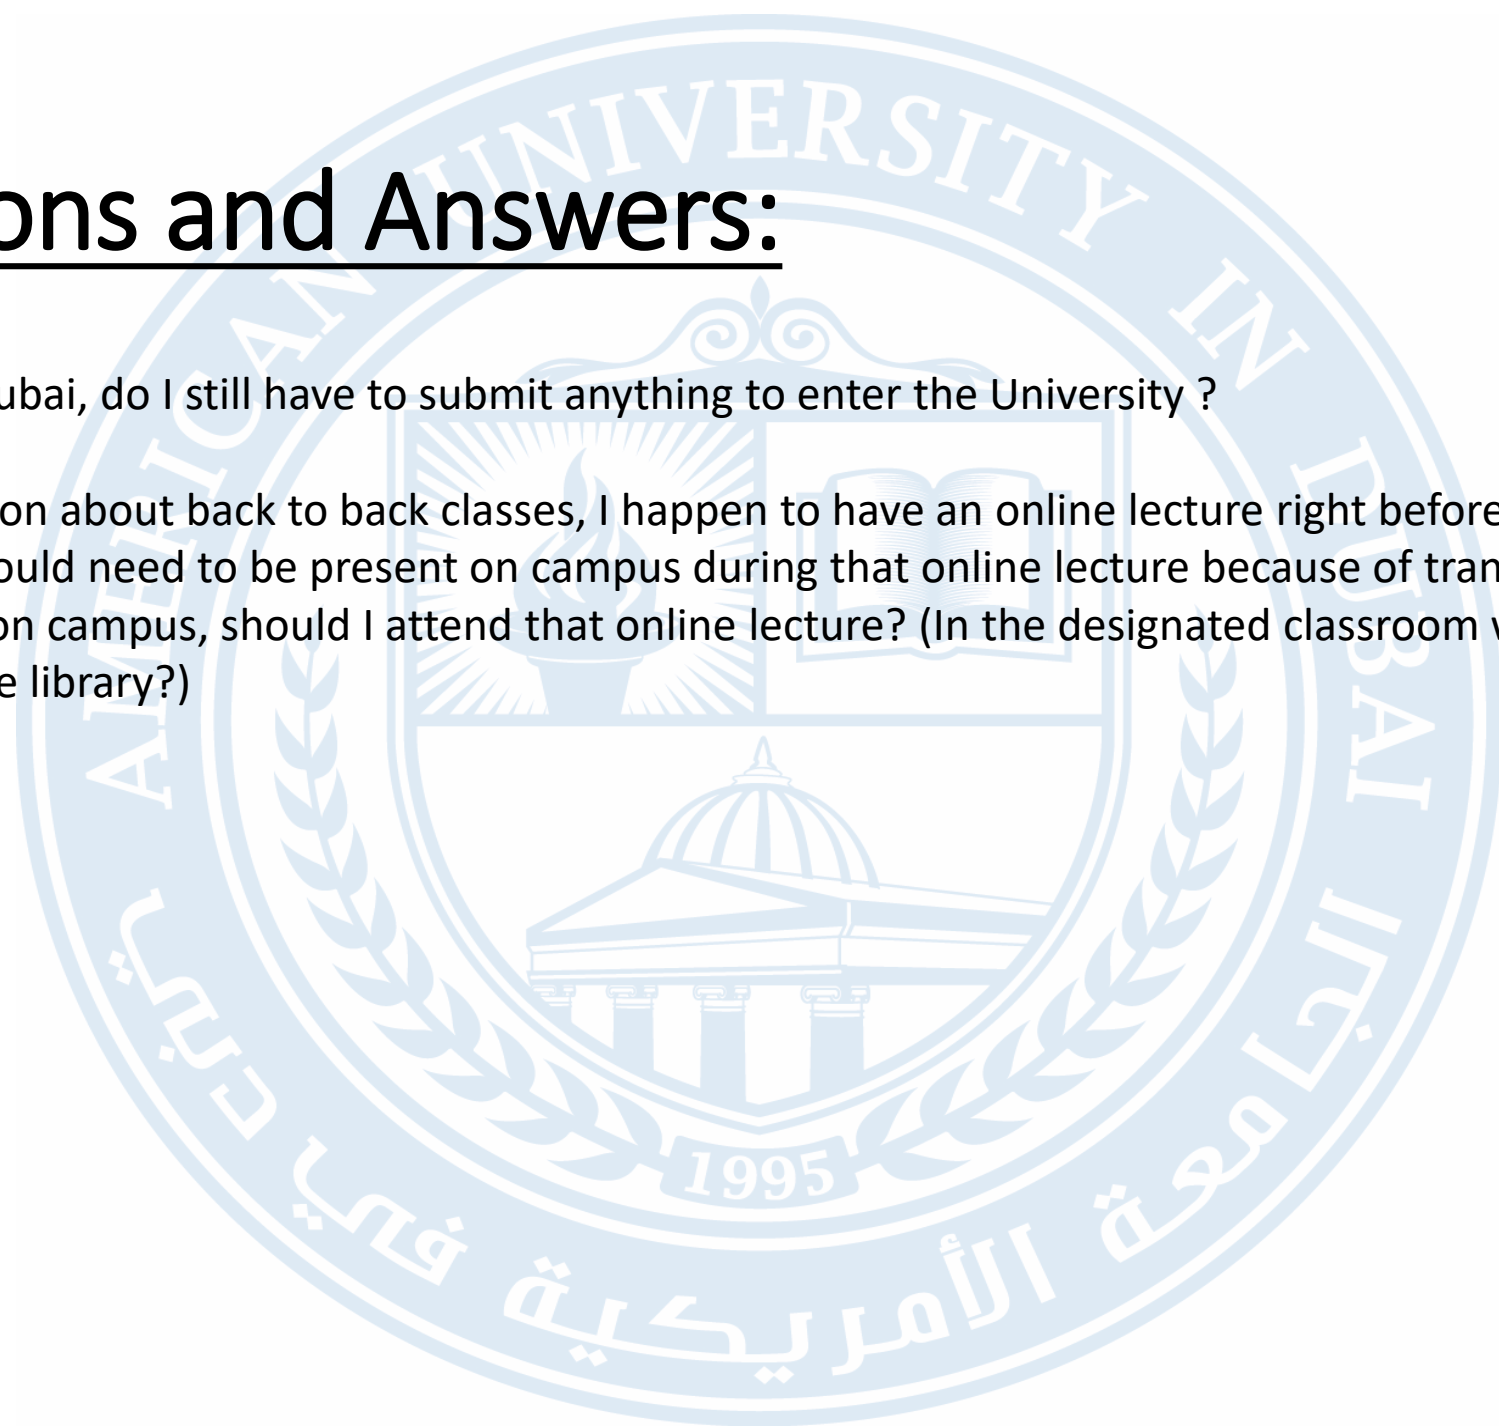 ons and Answers:
ubai, do I still have to submit anything to enter the University ?
on about back to back classes, I happen to have an online lecture right before
ould need to be present on campus during that online lecture because of tran
on campus, should I attend that online lecture? (In the designated classroom w
e library?)
AMERICAN UNIVERSITY IN DUBAI
1995
الجامعة الأمريكية في دبي